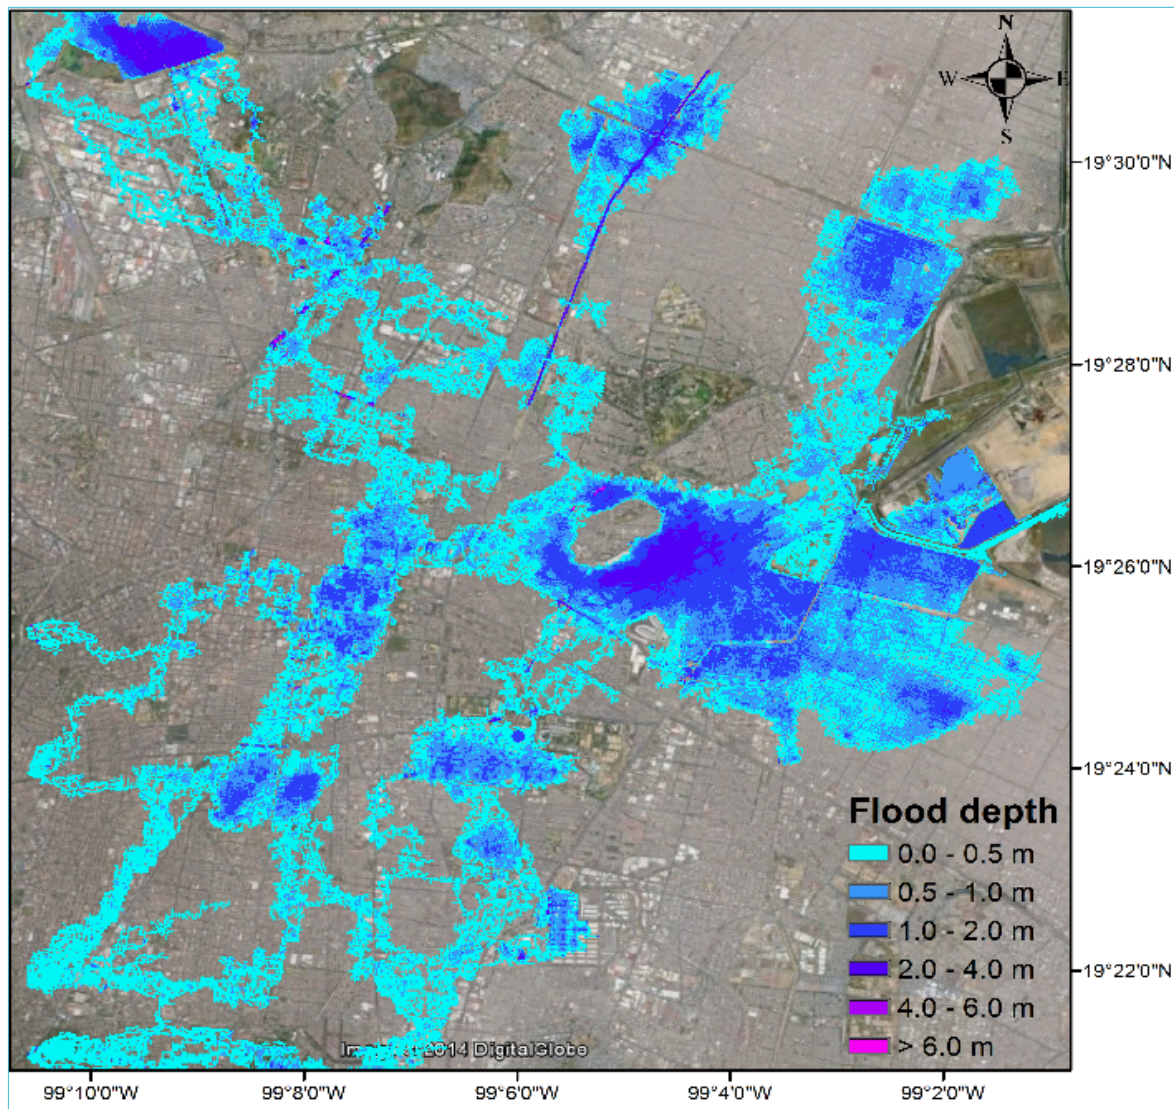 N
W
E
S
19°30'0"N
19°28'0"N
19°26'0"N
19°24'0"N
19°22'0"N
Flood depth
0.0 - 0.5 m
0.5 - 1.0 m
1.0 - 2.0 m
2.0 - 4.0 m
4.0 - 6.0 m
> 6.0 m
2014 DigitalGlobe
99°10'0"W
99°8'0"W
99°6'0"W
99°4'0"W
99°2'0"W